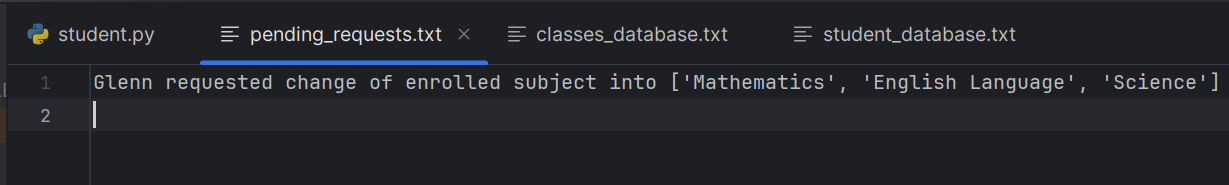 student.py pending_requests.txt classes_database.txt student_database.txt
1 Glenn requested change of enrolled subject into ['Mathematics', 'English Language', 'Science']
2